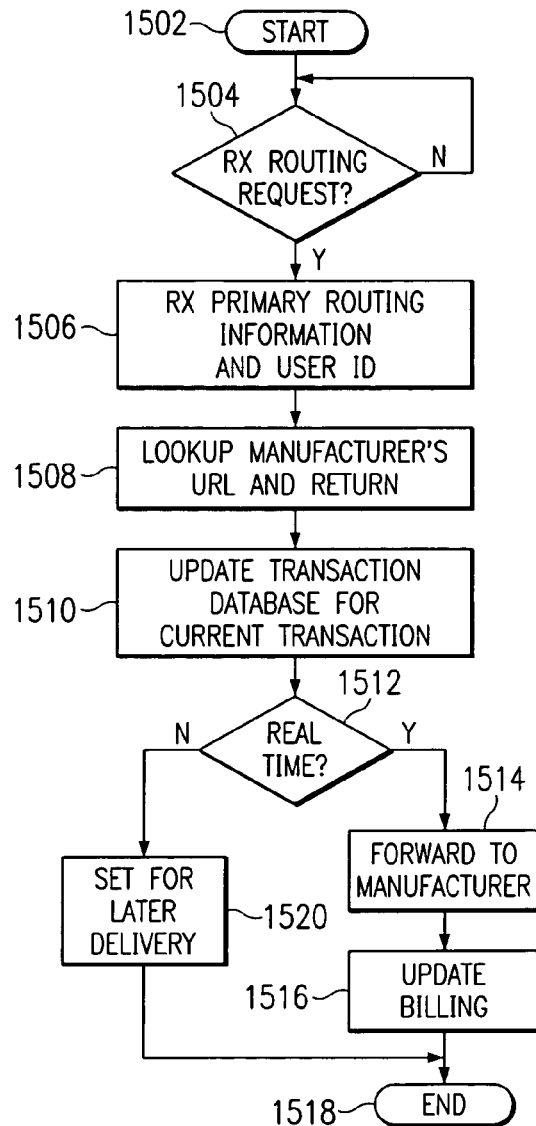 1502
START
1504
RX ROUTING
REQUEST?
N
Y
1506
RX PRIMARY ROUTING
INFORMATION
AND USER ID
1508
LOOKUP MANUFACTURER'S
URL AND RETURN
1510
UPDATE TRANSACTION
DATABASE FOR
CURRENT TRANSACTION
1512
N
REAL
TIME?
Y
1514
FORWARD TO
MANUFACTURER
SET FOR
LATER
DELIVERY
1520
1516
UPDATE
BILLING
1518
END